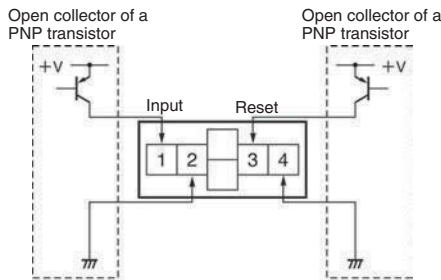 Open collector of a
PNP transistor
Open collector of a
PNP transistor
+V
+V
Input
Reset
1 2 3 4